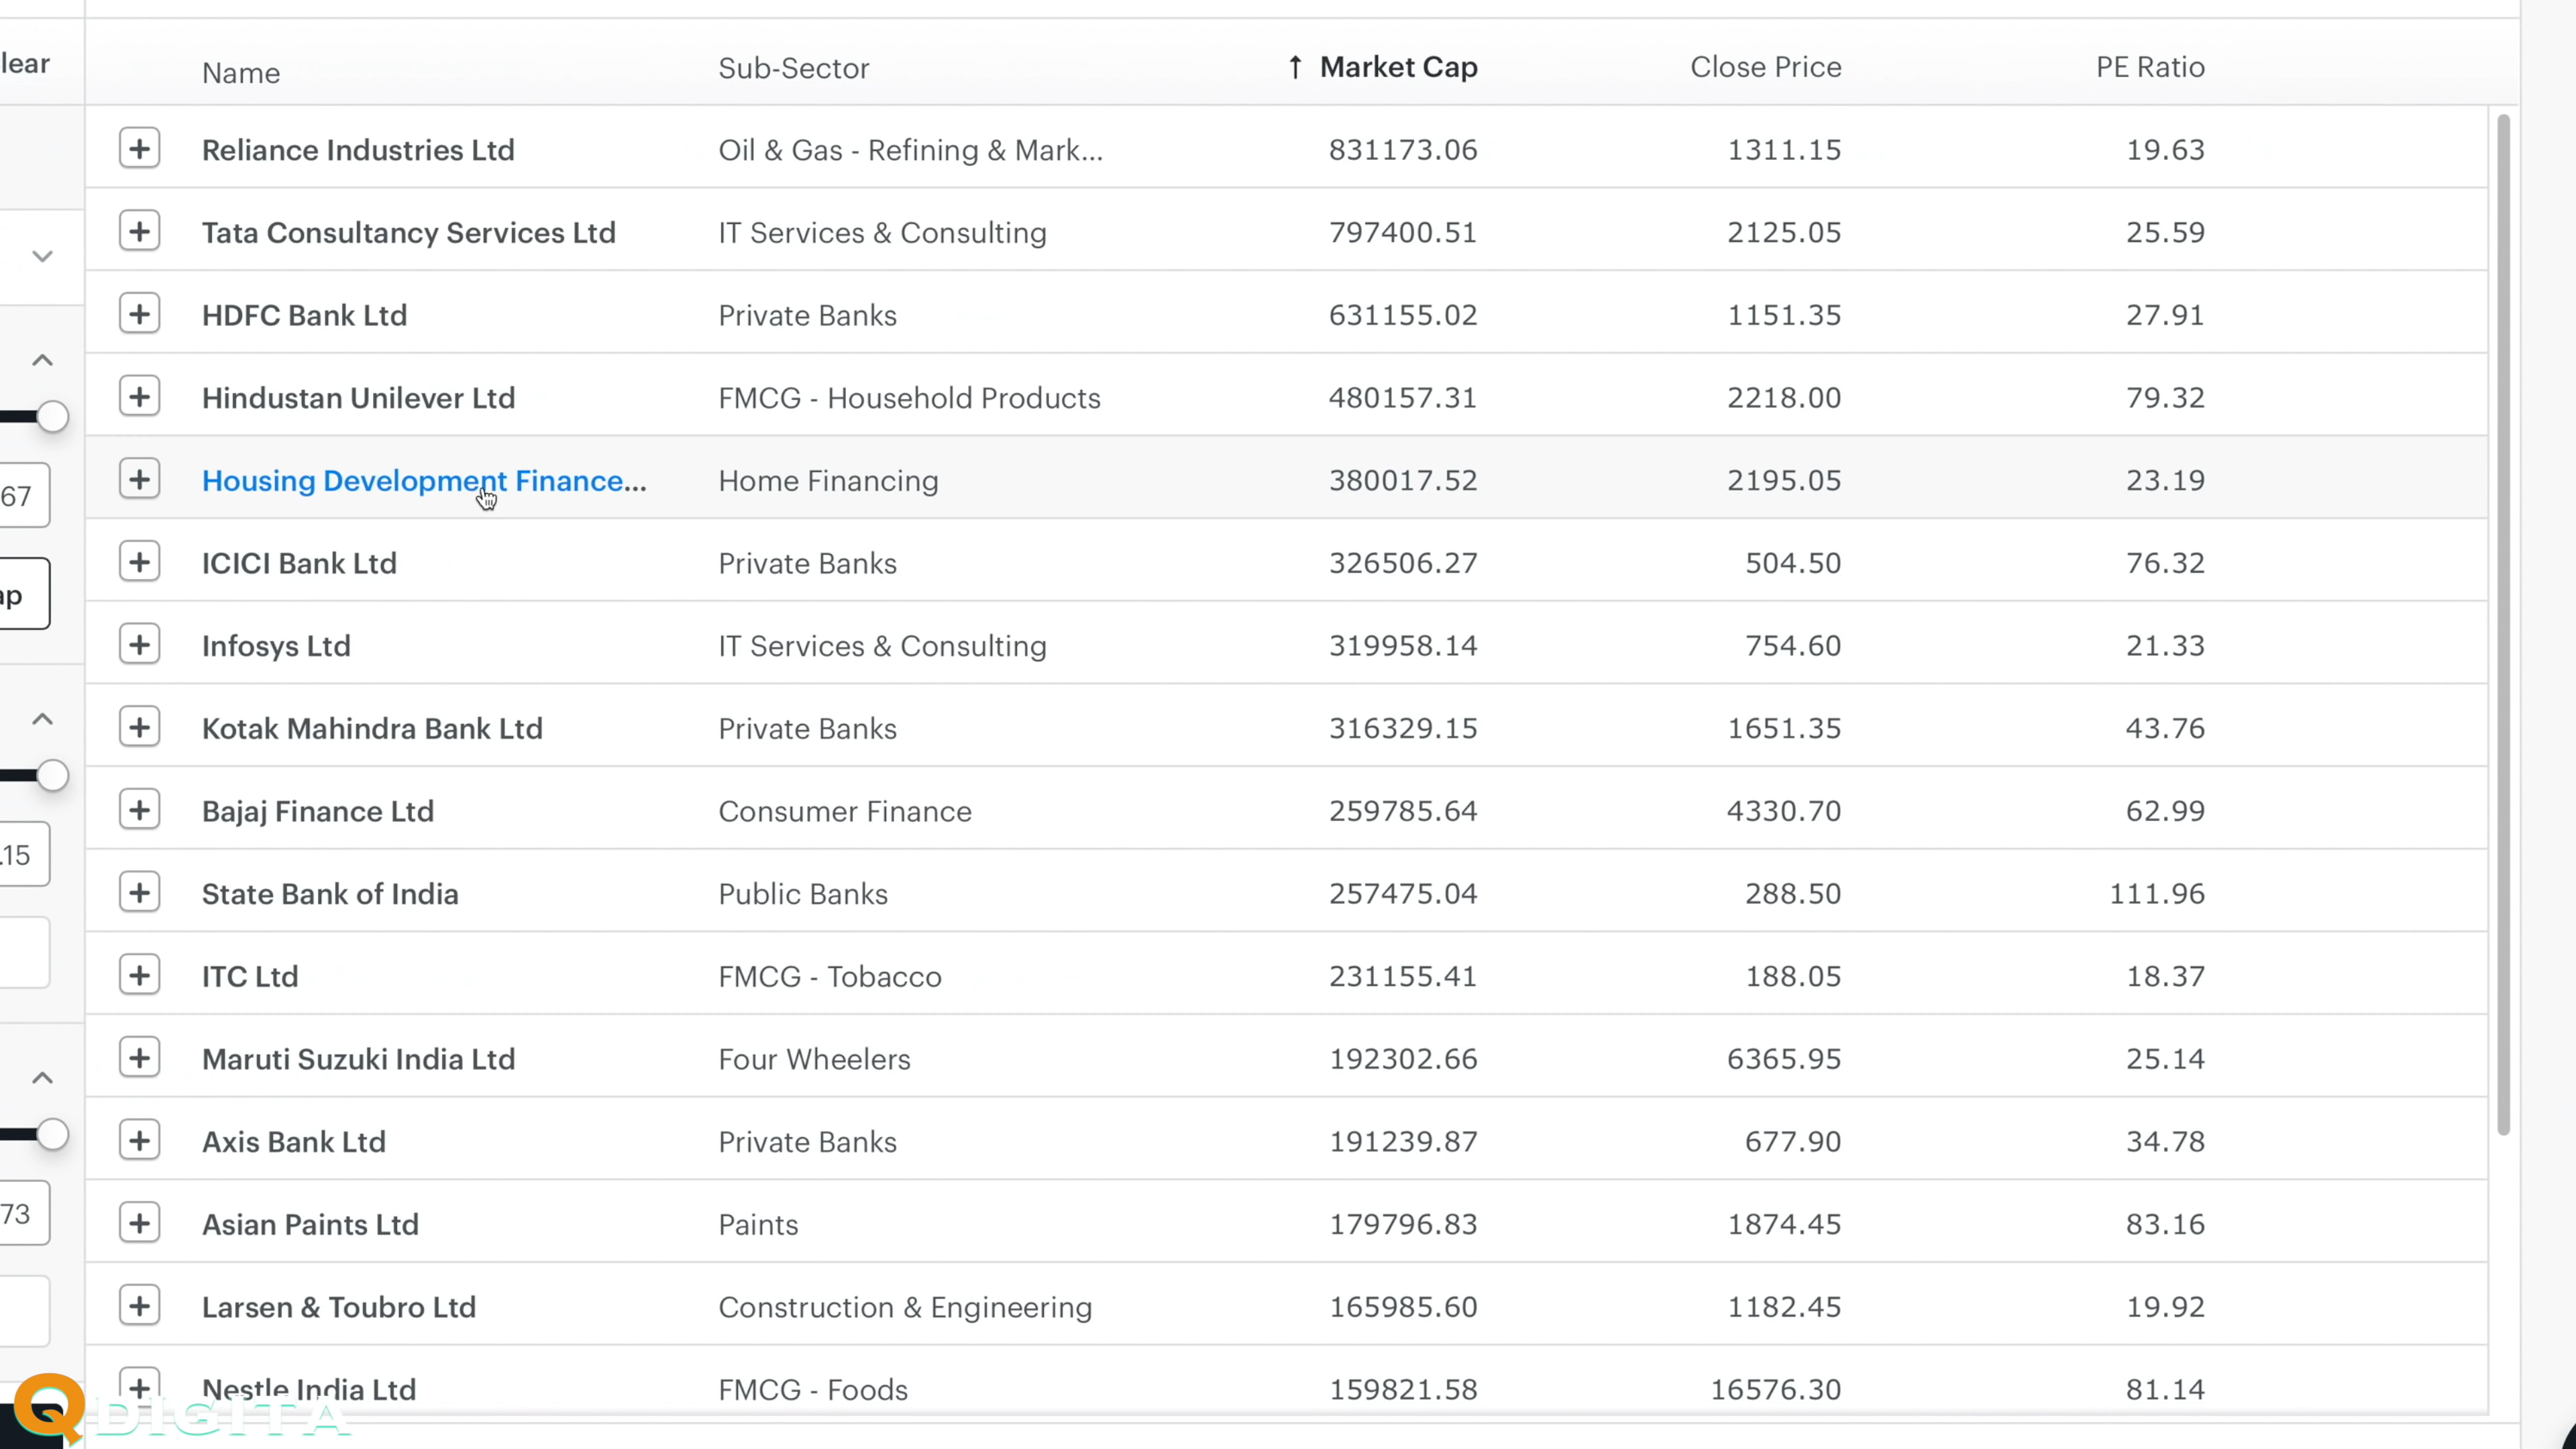 lear
Name Sub-Sector ↑ Market Cap Close Price PE Ratio
Reliance Industries Ltd Oil & Gas - Refining & Mark... 831173.06 1311.15 19.63
Tata Consultancy Services Ltd IT Services & Consulting 797400.51 2125.05 25.59
HDFC Bank Ltd Private Banks 631155.02 1151.35 27.91
Hindustan Unilever Ltd FMCG - Household Products 480157.31 2218.00 79.32
67 Housing Development Finance... Home Financing 380017.52 2195.05 23.19
ap ICICI Bank Ltd Private Banks 326506.27 504.50 76.32
Infosys Ltd IT Services & Consulting 319958.14 754.60 21.33
Kotak Mahindra Bank Ltd Private Banks 316329.15 1651.35 43.76
Bajaj Finance Ltd Consumer Finance 259785.64 4330.70 62.99
.15 State Bank of India Public Banks 257475.04 288.50 111.96
ITC Ltd FMCG - Tobacco 231155.41 188.05 18.37
Maruti Suzuki India Ltd Four Wheelers 192302.66 6365.95 25.14
Axis Bank Ltd Private Banks 191239.87 677.90 34.78
73 Asian Paints Ltd Paints 179796.83 1874.45 83.16
Larsen & Toubro Ltd Construction & Engineering 165985.60 1182.45 19.92
Nestle India Ltd FMCG - Foods 159821.58 16576.30 81.14
QDIGITA